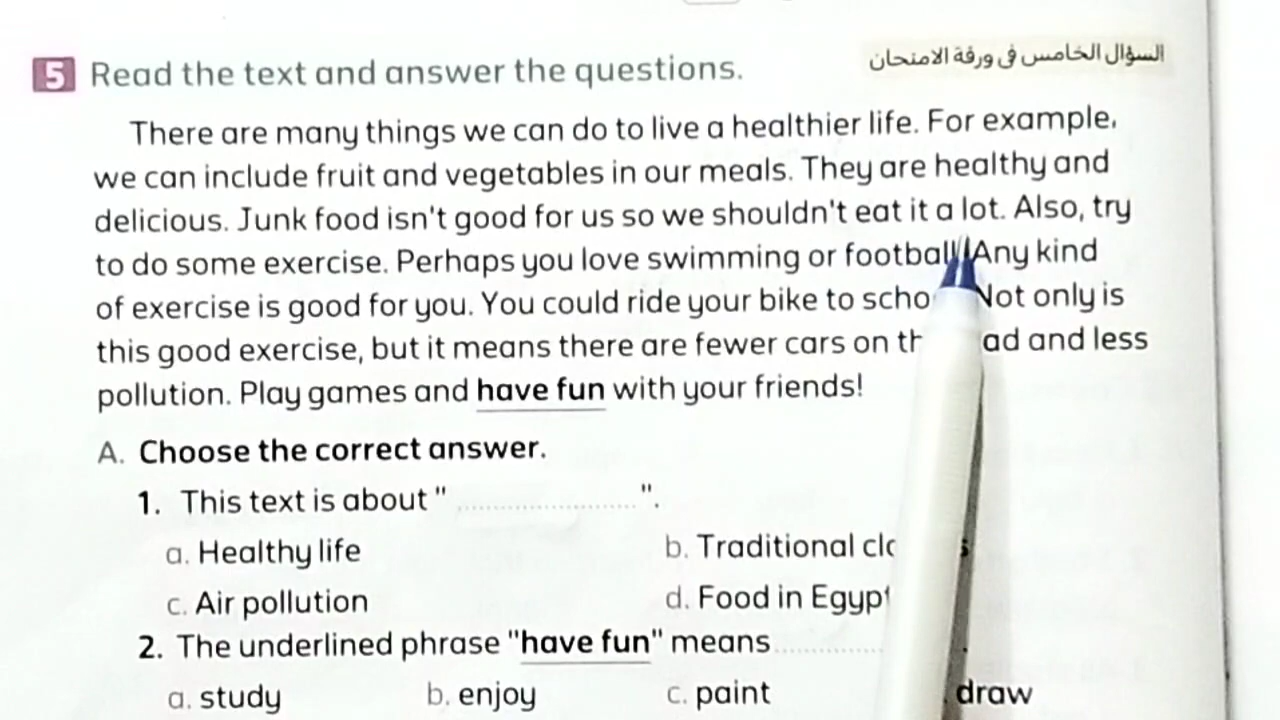 السؤال الخامس فى ورقة الامتحان
5 Read the text and answer the questions.
There are many things we can do to live a healthier life. For example,
we can include fruit and vegetables in our meals. They are healthy and
delicious. Junk food isn't good for us so we shouldn't eat it a lot. Also, try
to do some exercise. Perhaps you love swimming or football Any kind
of exercise is good for you. You could ride your bike to scho Not only is
this good exercise, but it means there are fewer cars on th ad and less
pollution. Play games and have fun with your friends!
A. Choose the correct answer.
1. This text is about "....................".
a. Healthy life b. Traditional clo s
c. Air pollution d. Food in Egypt
2. The underlined phrase "have fun" means............
a. study b. enjoy c. paint . draw